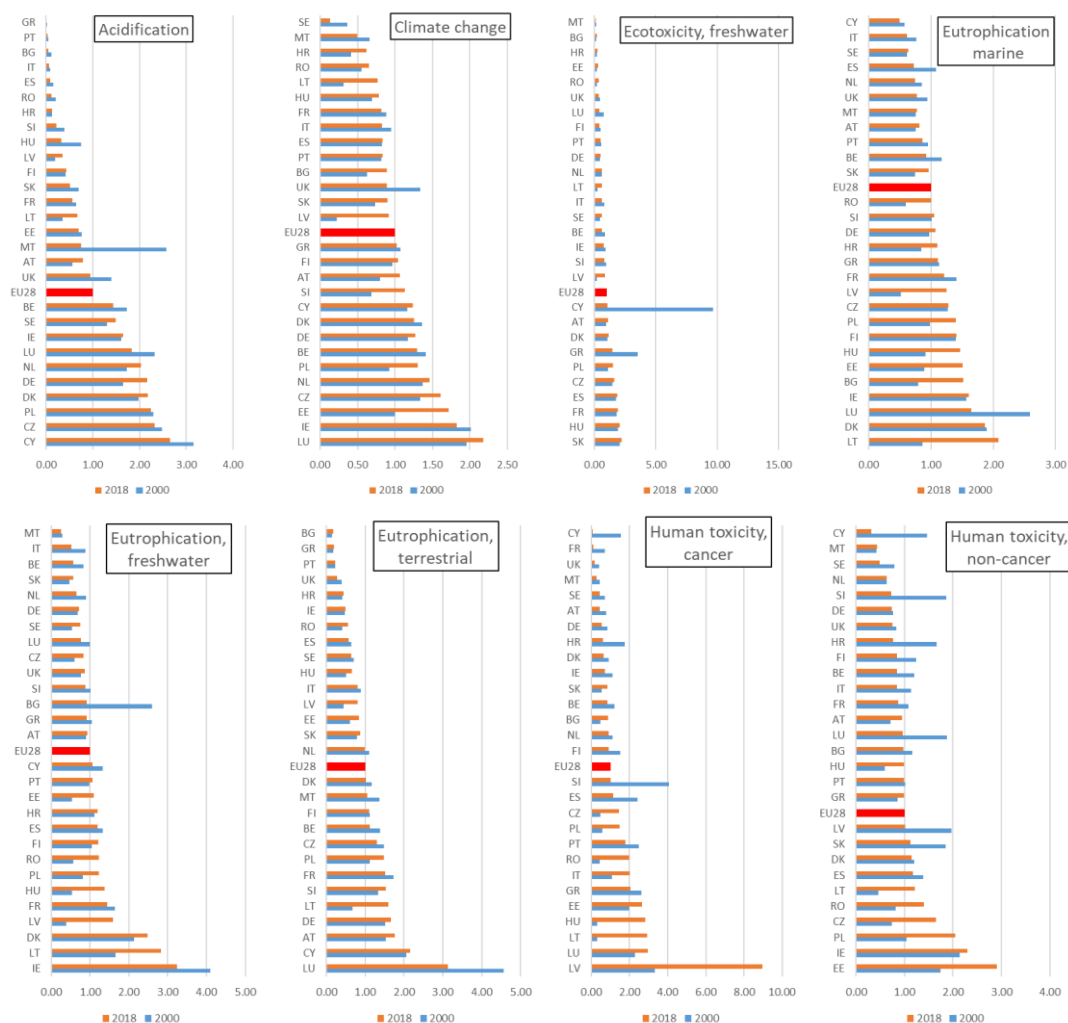 Acidification
GR
PT
BG
IT
ES
RO
HR
SI
HU
LV
FI
SK
FR
LT
EE
MT
AT
UK
EU28
BE
SE
IE
LU
NL
DE
DK
PL
CZ
CY
0.00 1.00 2.00 3.00 4.00
2018 2000
Climate change
SE
MT
HR
RO
LT
HU
FR
IT
ES
PT
BG
UK
SK
LV
EU28
GR
FI
AT
SI
CY
DK
DE
BE
PL
NL
CZ
EE
IE
LU
0.00 0.50 1.00 1.50 2.00 2.50
2018 2000
Ecotoxicity, freshwater
MT
BG
HR
EE
RO
UK
LU
FI
PT
DE
NL
LT
IT
SE
BE
IE
SI
LV
EU28
CY
AT
DK
GR
PL
CZ
ES
FR
HU
SK
0.00 5.00 10.00 15.00
2018 2000
Eutrophication
marine
CY
IT
SE
ES
NL
UK
MT
AT
PT
BE
SK
EU28
RO
SI
DE
HR
GR
FR
LV
CZ
PL
FI
HU
EE
BG
IE
LU
DK
LT
0.00 1.00 2.00 3.00
2018 2000
Eutrophication,
freshwater
MT
IT
BE
SK
NL
DE
SE
LU
CZ
UK
SI
BG
GR
AT
EU28
CY
PT
EE
HR
ES
FI
RO
PL
HU
FR
LV
DK
LT
IE
0.00 1.00 2.00 3.00 4.00 5.00
2018 2000
Eutrophication,
terrestrial
BG
GR
PT
UK
HR
IE
RO
ES
SE
HU
IT
LV
EE
SK
NL
EU28
DK
MT
FI
BE
CZ
PL
FR
SI
LT
DE
AT
CY
LU
0.00 1.00 2.00 3.00 4.00 5.00
2018 2000
Human toxicity,
cancer
CY
FR
UK
MT
SE
AT
DE
HR
DK
IE
SK
BE
BG
NL
FI
EU28
SI
ES
CZ
PL
PT
RO
IT
GR
EE
HU
LT
LU
LV
0.00 2.00 4.00 6.00 8.00 10.00
2018 2000
Human toxicity,
non-cancer
CY
MT
SE
NL
SI
DE
UK
HR
FI
BE
IT
FR
AT
LU
BG
HU
PT
GR
EU28
LV
SK
DK
ES
LT
RO
CZ
PL
IE
EE
0.00 1.00 2.00 3.00 4.00
2018 2000